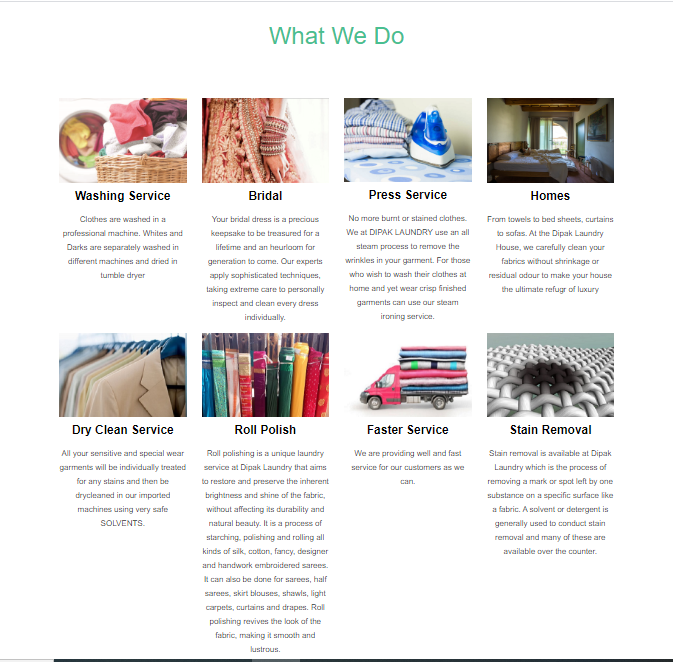 What We Do
Washing Service
Clothes are washed in a
professional machine. Whites and
Darks are separately washed in
different machines and dried in
tumble dryer
Bridal
Your bridal dress is a precious
keepsake to be treasured for a
lifetime and an heurloom for
generation to come. Our experts
apply sophisticated techniques,
taking extreme care to personally
inspect and clean every dress
individually.
Press Service
No more burnt or stained clothes.
We at DIPAK LAUNDRY use an all
steam process to remove the
wrinkles in your garment. For those
who wish to wash their clothes at
home and yet wear crisp finished
garments can use our steam
ironing service.
Homes
From towels to bed sheets, curtains
to sofas. At the Dipak Laundry
House, we carefully clean your
fabrics without shrinkage or
residual odour to make your house
the ultimate refugr of luxury
Dry Clean Service
All your sensitive and special wear
garments will be individually treated
for any stains and then be
drycleaned in our imported
machines using very safe
SOLVENTS.
Roll Polish
Roll polishing is a unique laundry
service at Dipak Laundry that aims
to restore and preserve the inherent
brightness and shine of the fabric,
without affecting its durability and
natural beauty. It is a process of
starching, polishing and rolling all
kinds of silk, cotton, fancy, designer
and handwork embroidered sarees.
It can also be done for sarees, half
sarees, skirt blouses, shawls, light
carpets, curtains and drapes. Roll
polishing revives the look of the
fabric, making it smooth and
lustrous.
Faster Service
We are providing well and fast
service for our customers as we
can.
Stain Removal
Stain removal is available at Dipak
Laundry which is the process of
removing a mark or spot left by one
substance on a specific surface like
a fabric. A solvent or detergent is
generally used to conduct stain
removal and many of these are
available over the counter.